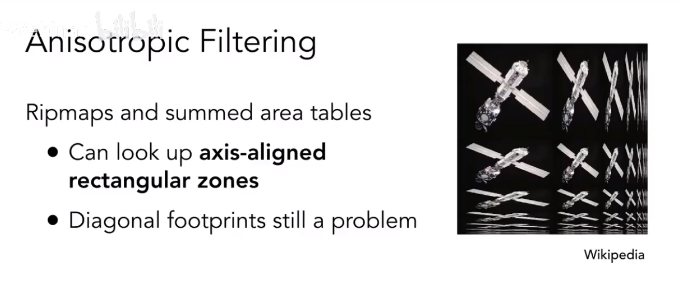 Anisotropic Filtering
Ripmaps and summed area tables
● Can look up axis-aligned
rectangular zones
● Diagonal footprints still a problem
Wikipedia